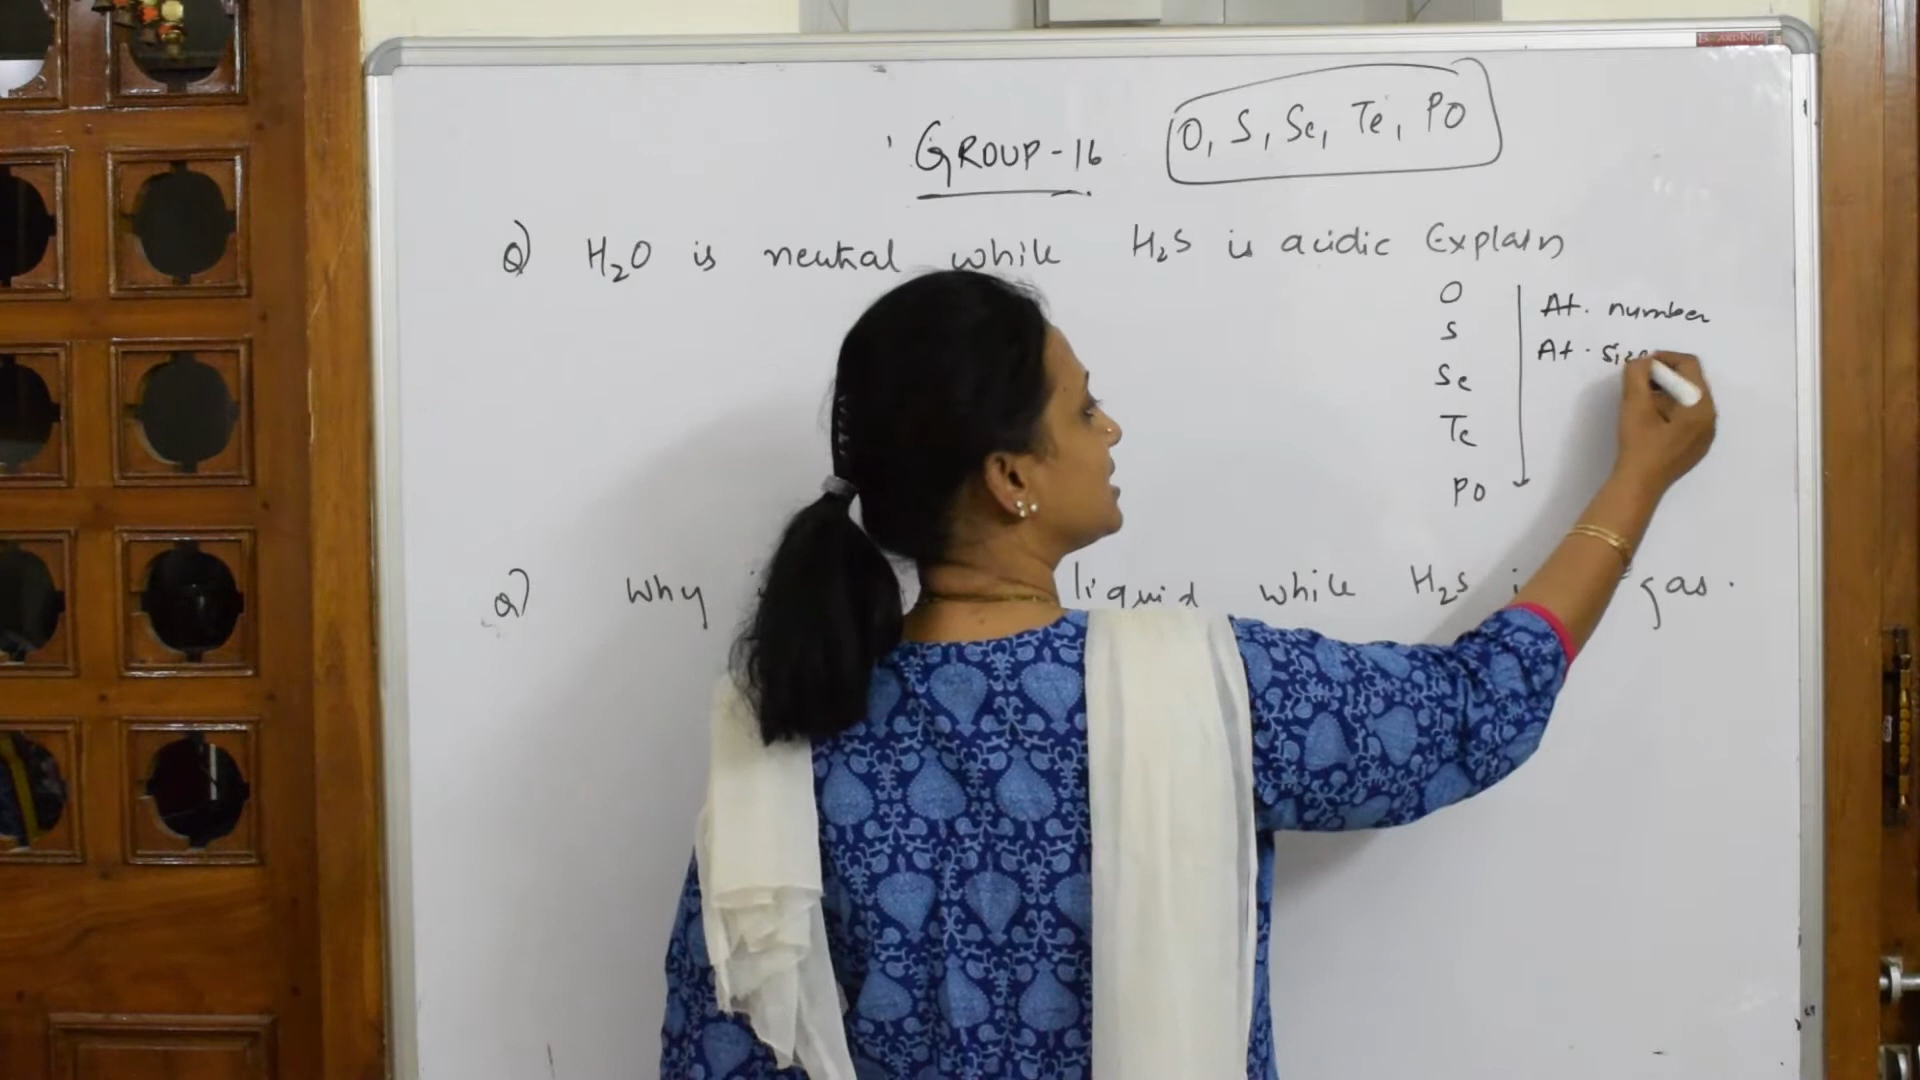 GROUP-16 O, S, Se, Te, PO
Q) H₂O is neutral while H₂S is acidic Explain
O
S
Se
Te
PO
At. number
At. size
Q) Why liquid while H₂S gas.